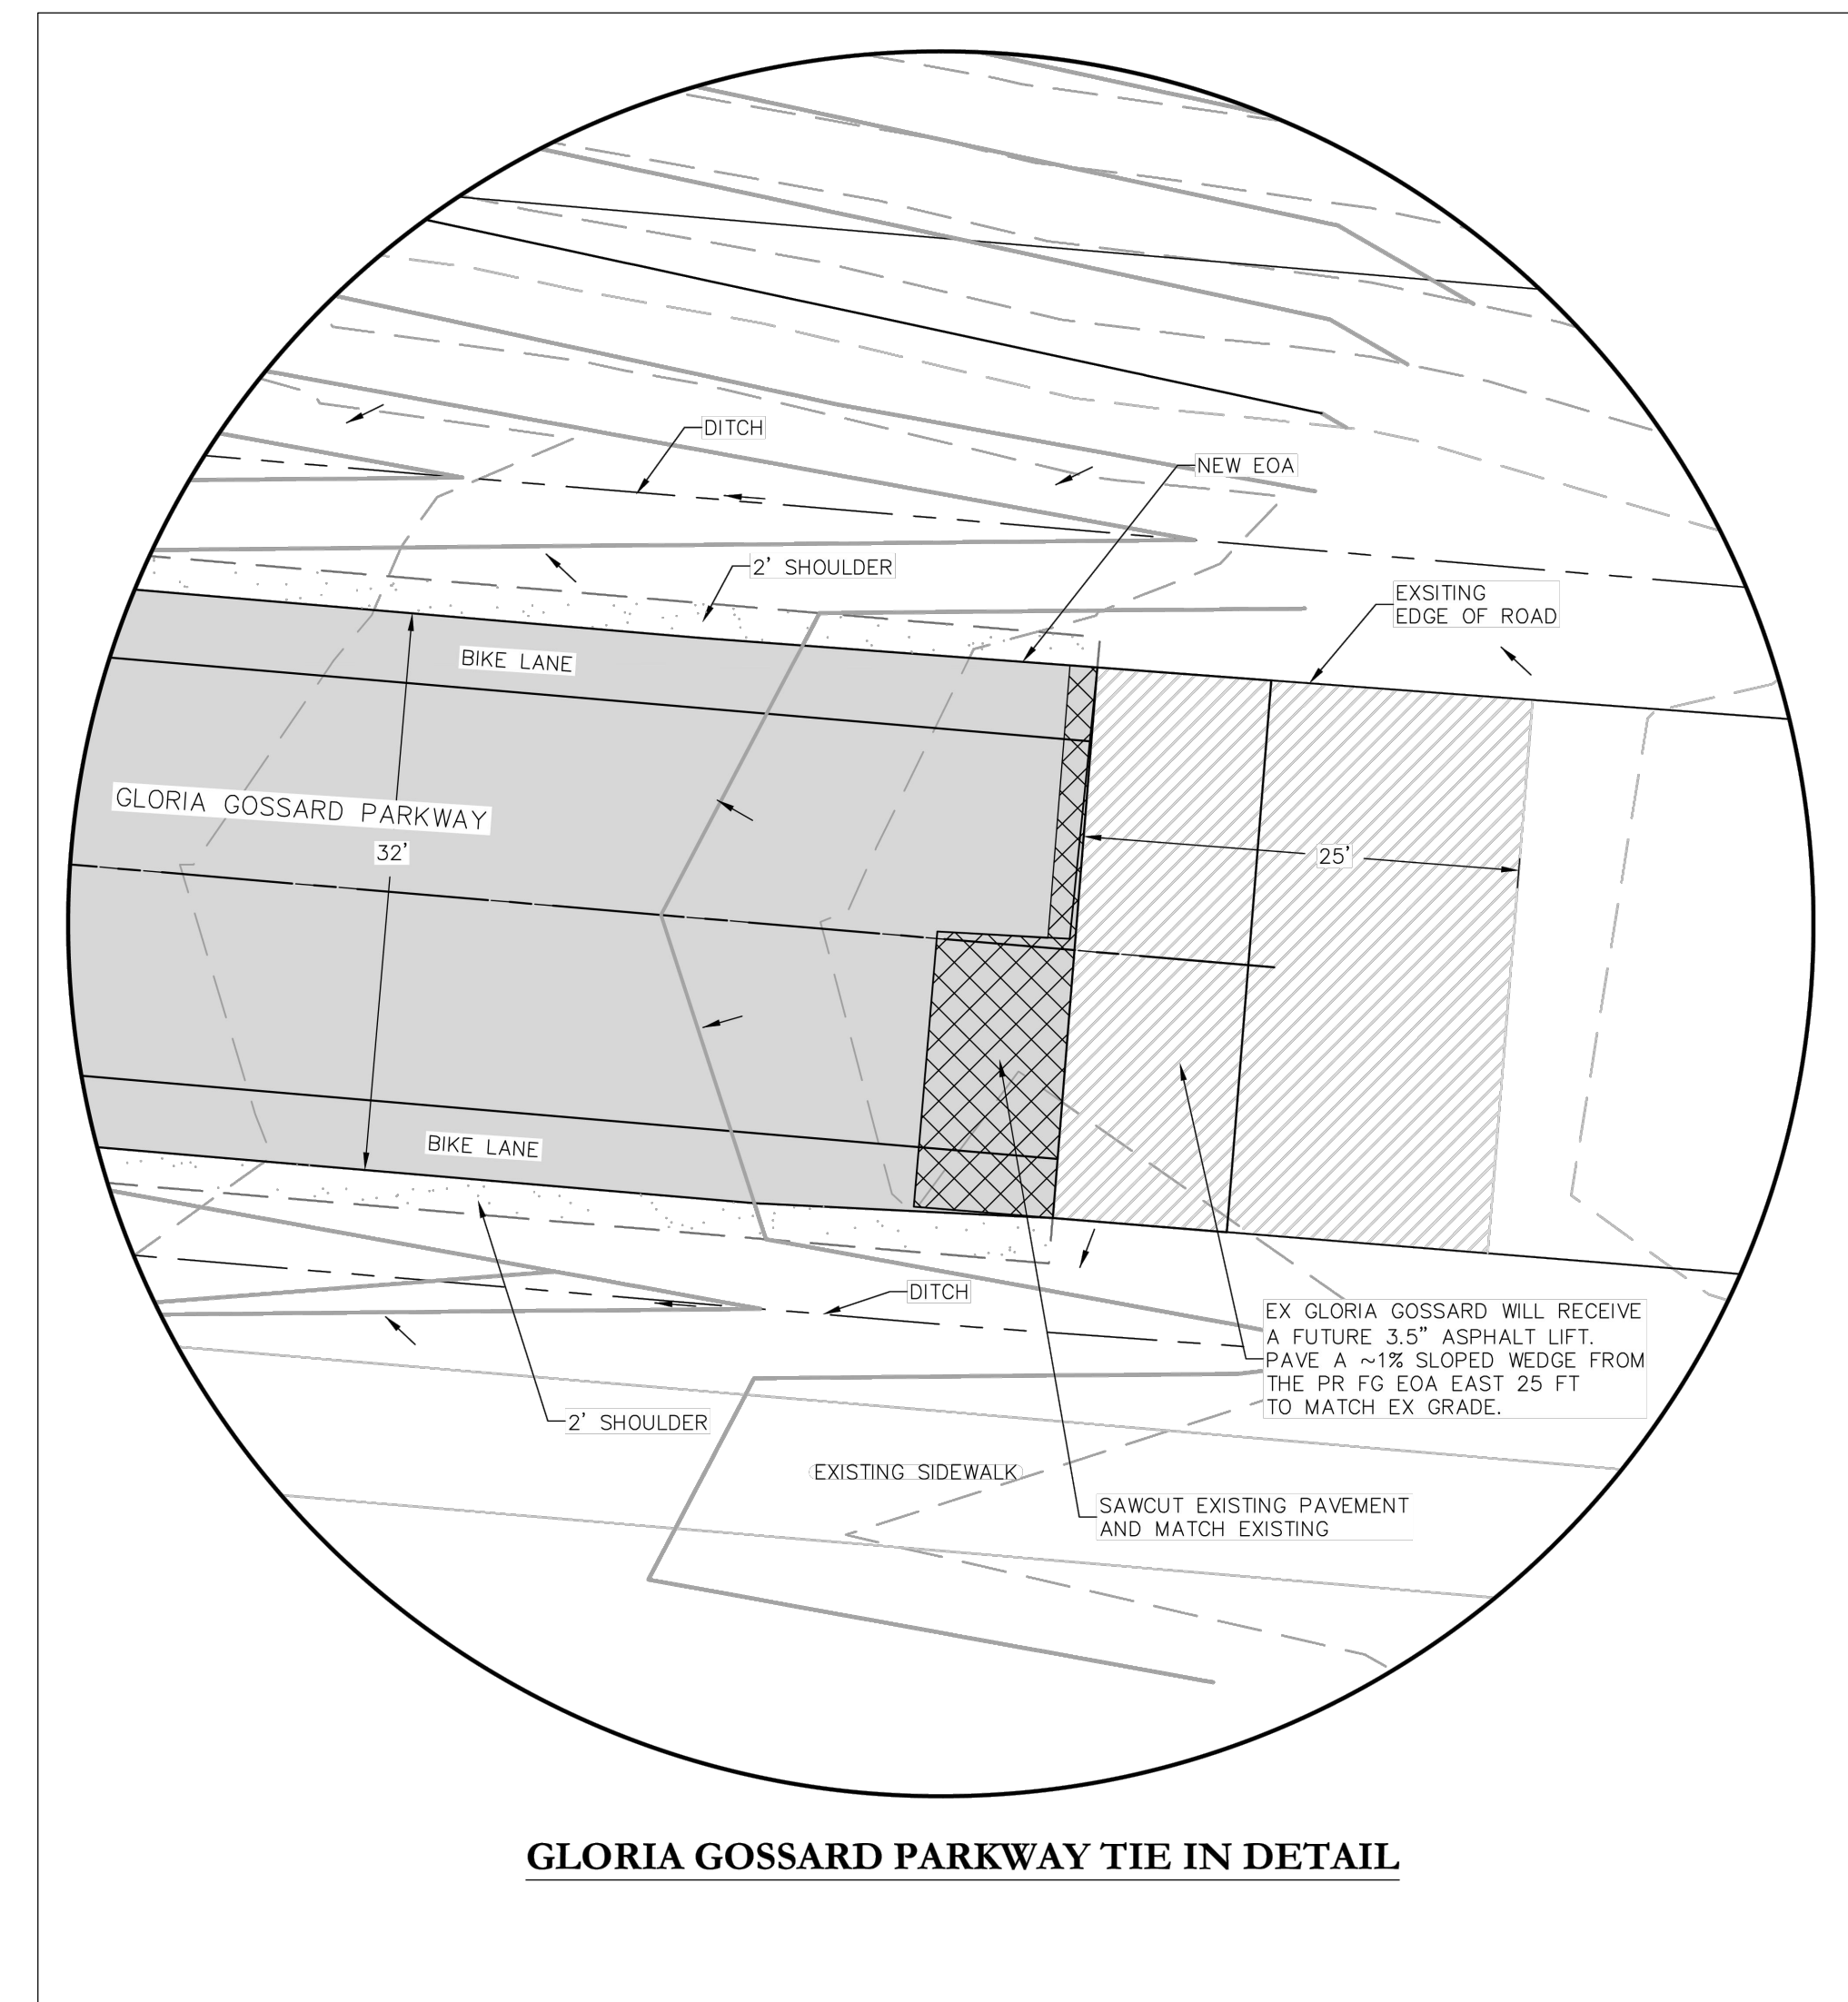 DITCH
NEW EOA
2' SHOULDER
EXSITING
EDGE OF ROAD
BIKE LANE
GLORIA GOSSARD PARKWAY
32'
25'
BIKE LANE
DITCH
EX GLORIA GOSSARD WILL RECEIVE
A FUTURE 3.5" ASPHALT LIFT.
PAVE A ~1% SLOPED WEDGE FROM
THE PR FG EOA EAST 25 FT
TO MATCH EX GRADE.
2' SHOULDER
EXISTING SIDEWALK
SAWCUT EXISTING PAVEMENT
AND MATCH EXISTING
GLORIA GOSSARD PARKWAY TIE IN DETAIL